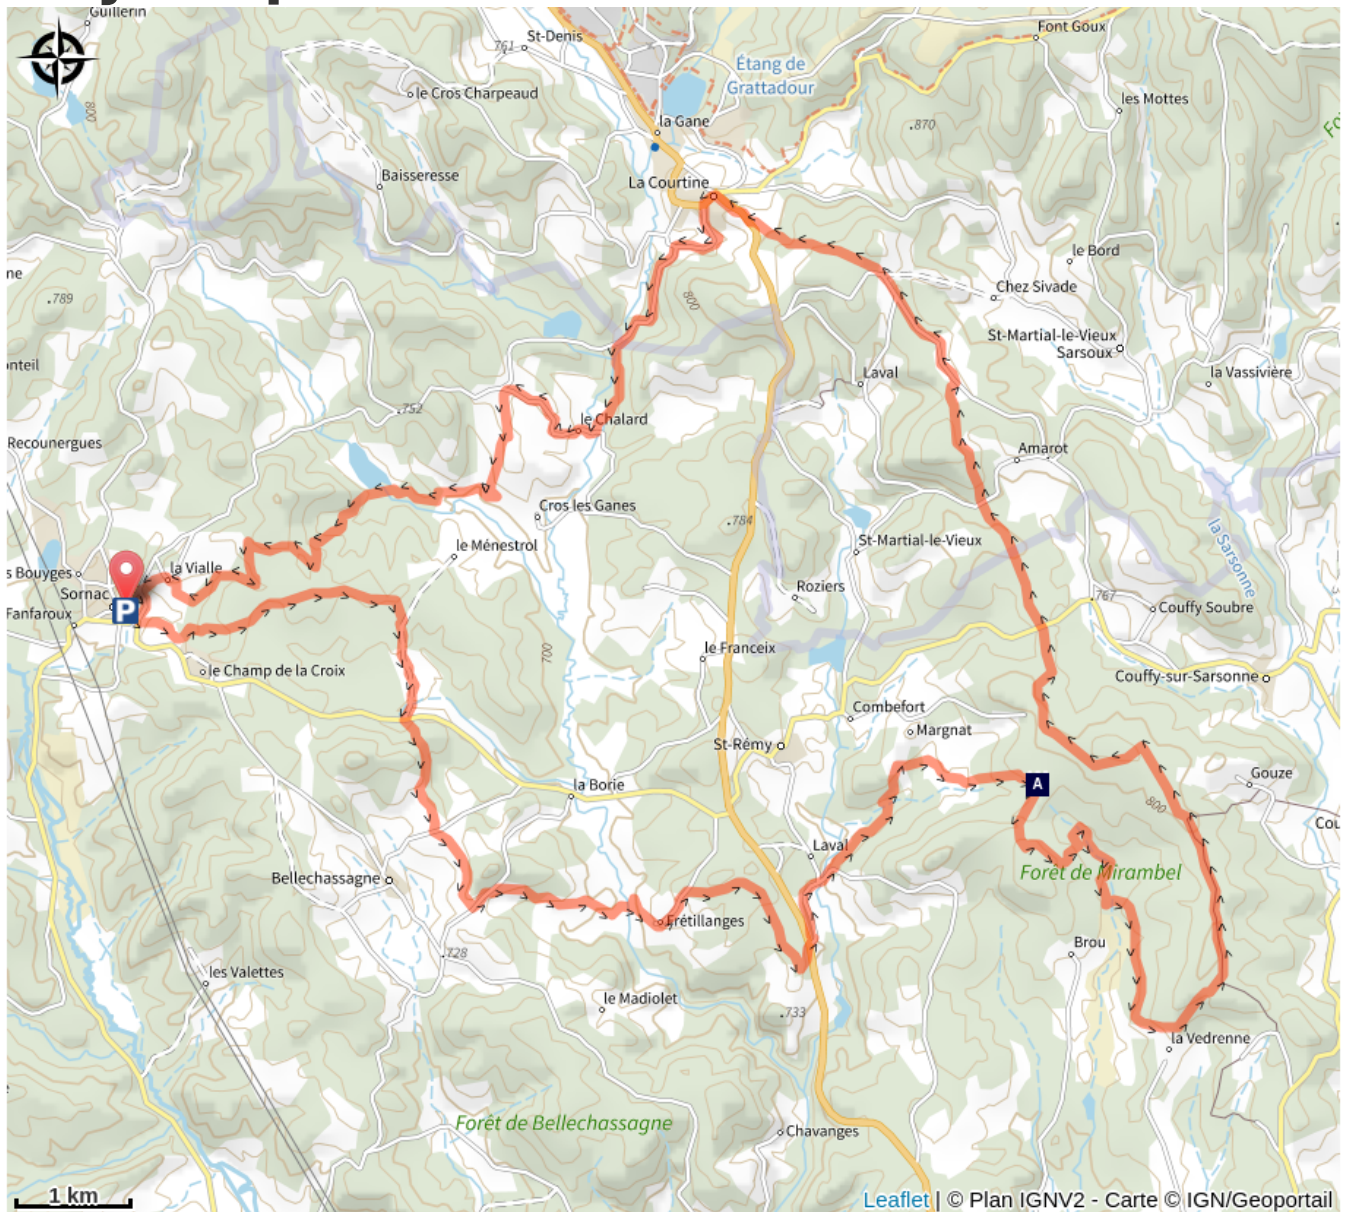 Guillerin
St-Denis
761
Font Goux
Étang de
Grattadour
le Cros Charpeaud
les Mottes
800
la Gane
870
Baisseresse
La Courtine
le Bord
ne
Chez Sivade
789
800
St-Martial-le-Vieux
Sarsoux
onteil
Laval
la Vassivière
752
le Chalard
Recounergues
Amarot
Cros les Ganes
784
le Ménestrol
St-Martial-le-Vieux
la Sarsonne
la Vialle
s Bouyges
Roziers
Sornac
P
767
Couffy Soubre
Fanfaroux
le Franceix
700
le Champ de la Croix
Couffy-sur-Sarsonne
Combefort
Margnat
St-Rémy
Gouze
la Borie
A
800
Cou
Laval
Bellechassagne
Forêt de Mirambel
Frétillanges
Brou
728
les Valettes
le Madiolet
733
la Vedrenne
Forêt de Bellechassagne
Chavanges
1 km
Leaflet | © Plan IGNV2 - Carte © IGN/Geoportail